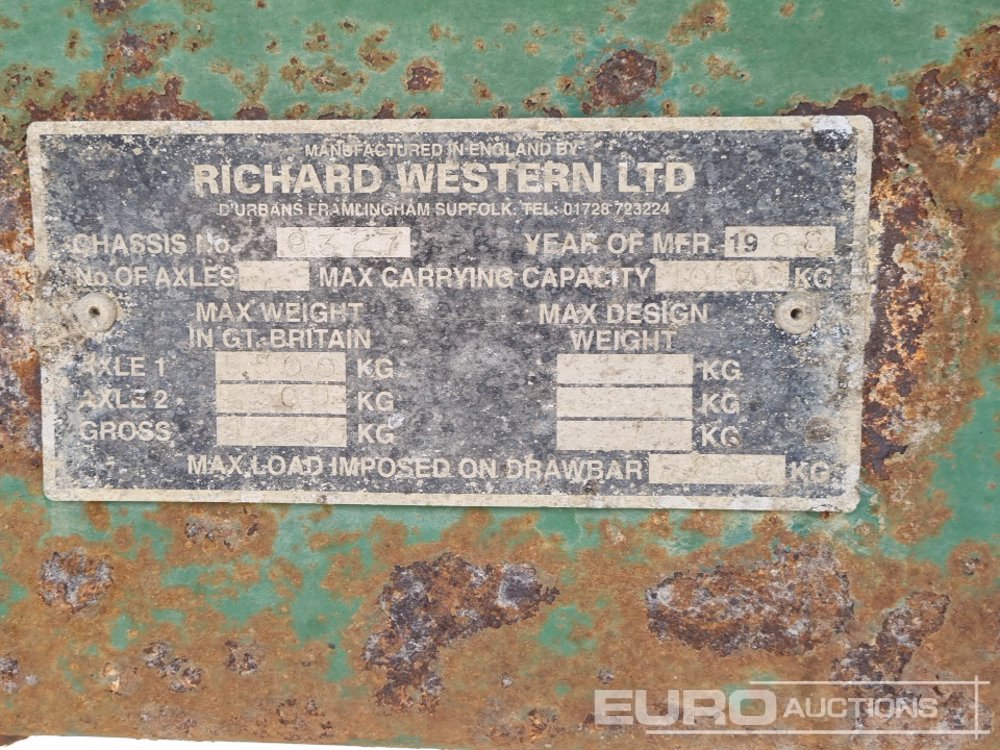 MANUFACTURED IN ENGLAND BY
RICHARD WESTERN LTD
D'URBANS FRAMLINGHAM SUFFOLK. TEL: 01728 723224
CHASSIS No. 9327 YEAR OF MFR. 1998
No OF AXLES MAX CARRYING CAPACITY KG
MAX WEIGHT IN GT. BRITAIN MAX DESIGN WEIGHT
AXLE 1 KG KG
AXLE 2 KG KG
GROSS KG KG
MAX LOAD IMPOSED ON DRAWBAR KG
EURO AUCTIONS